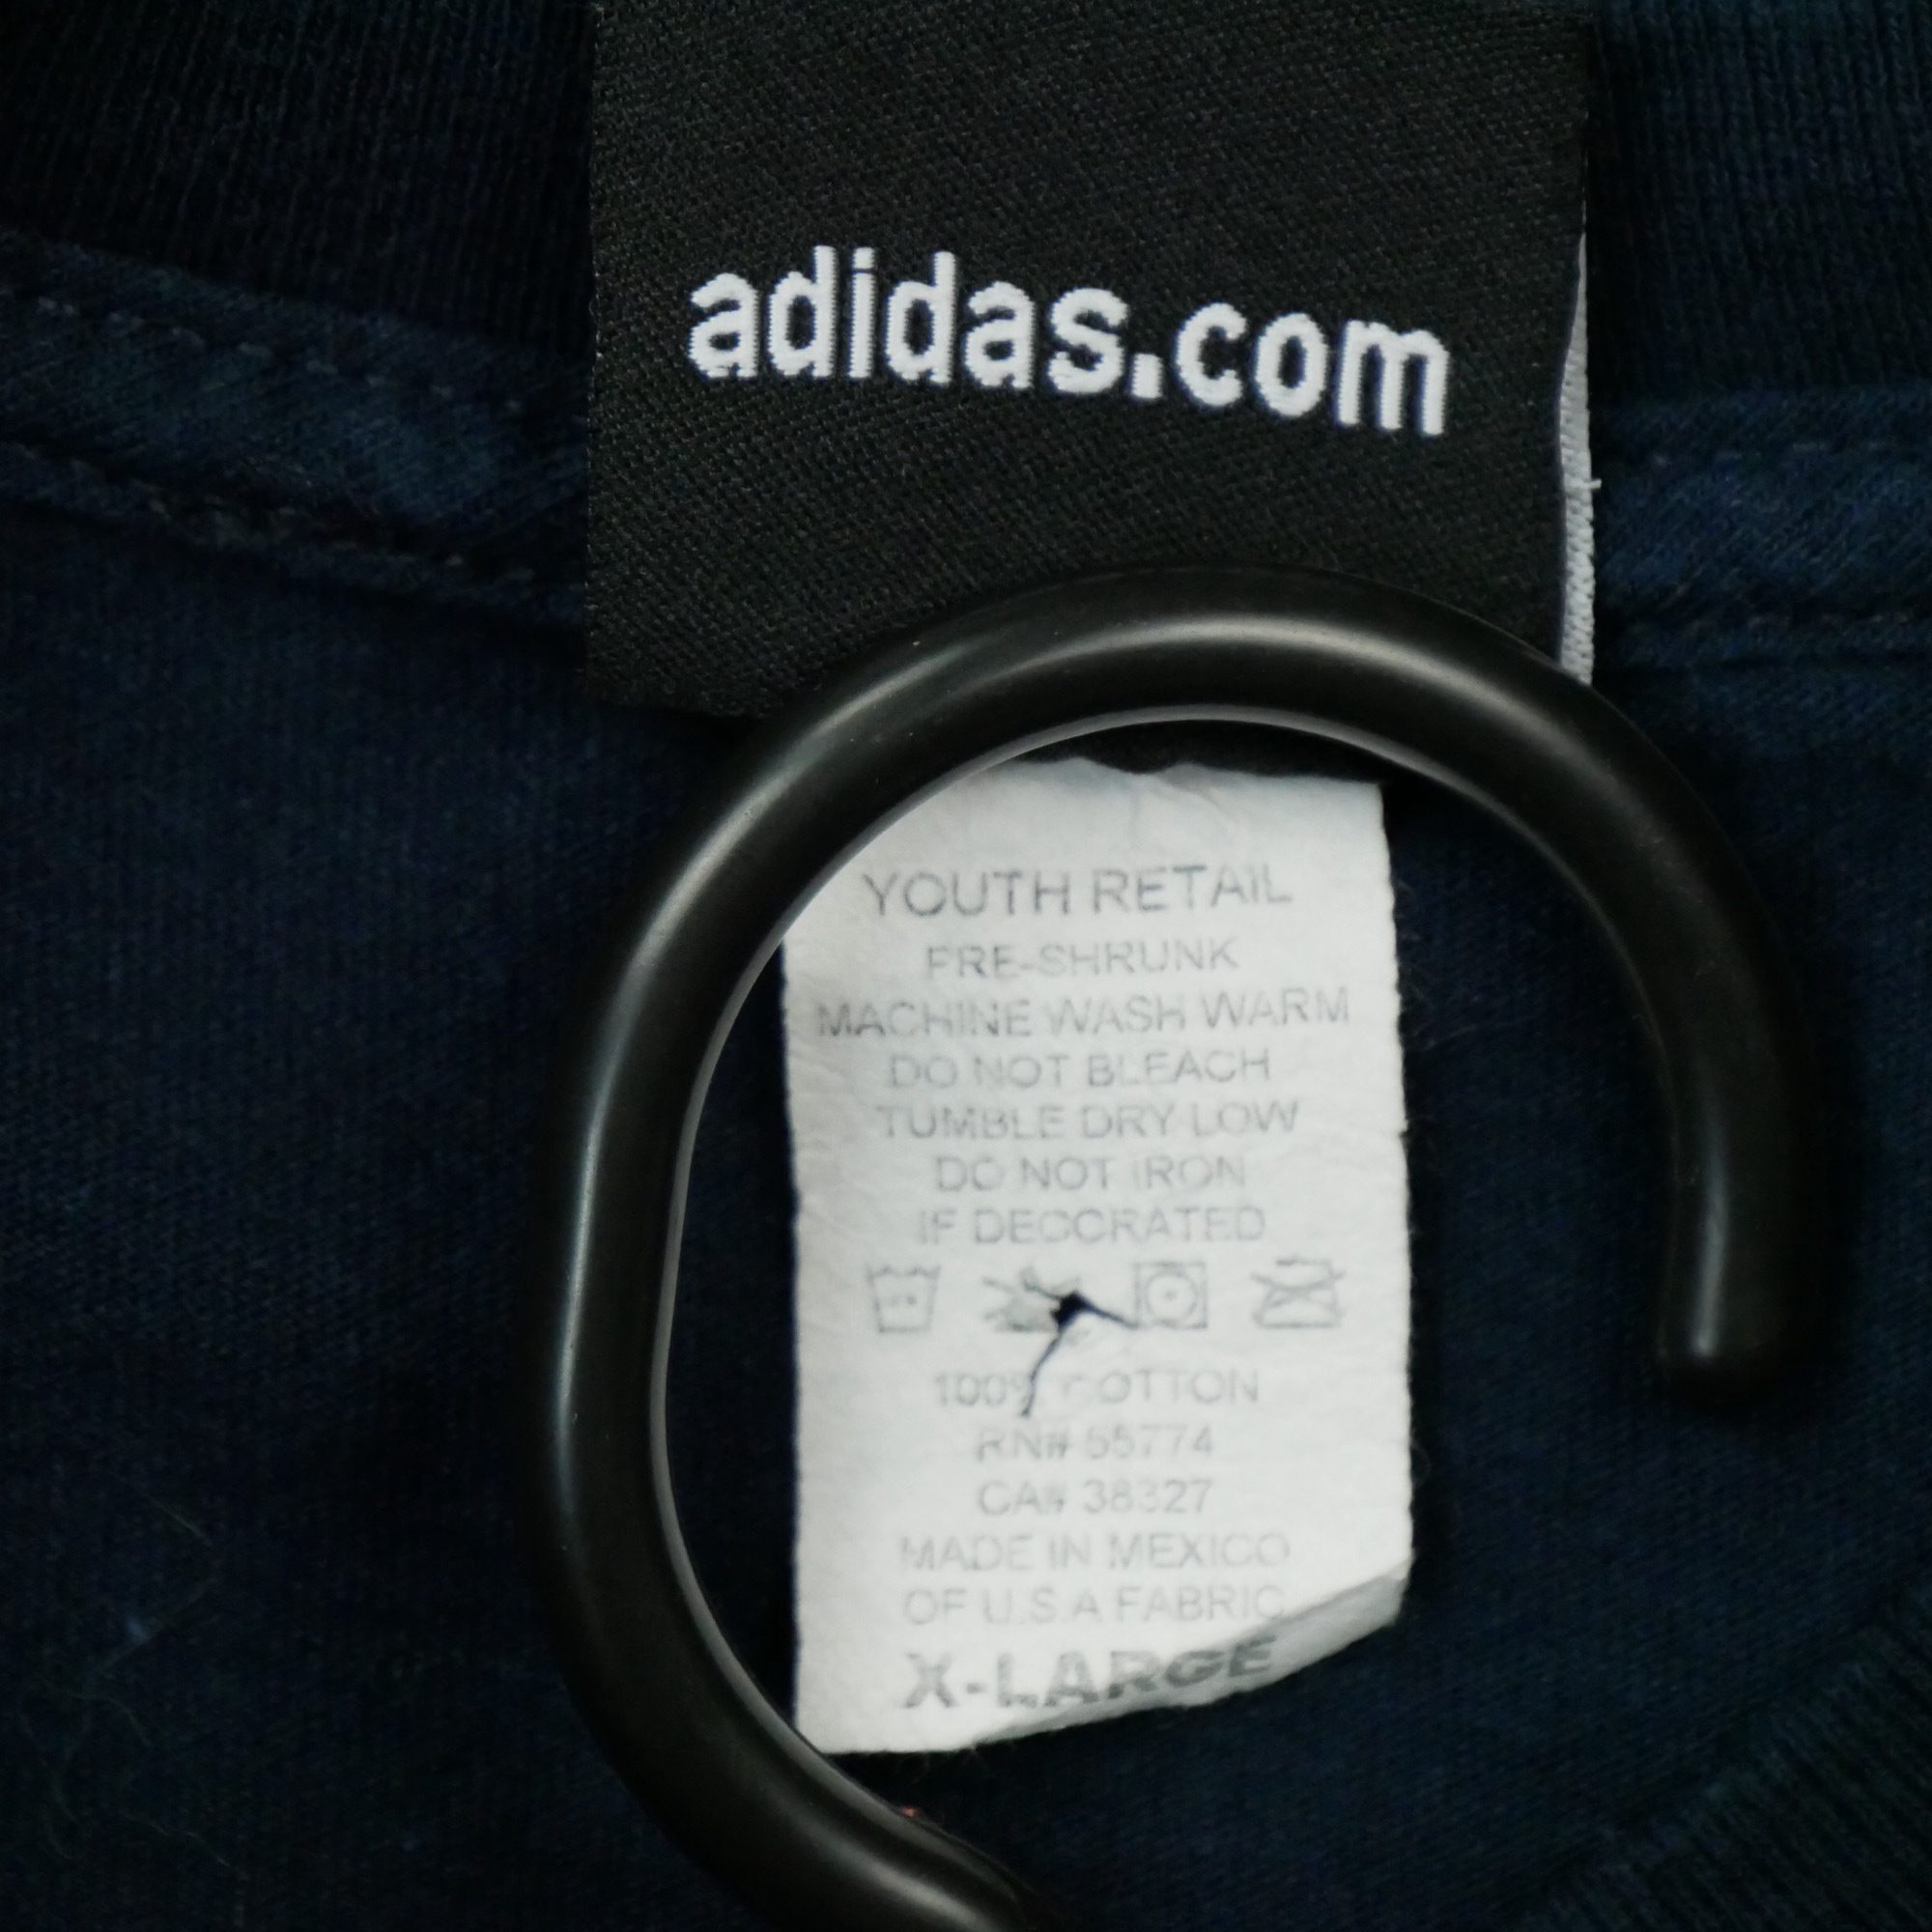 adidas.com
YOUTH RETAIL
PRE-SHRUNK
MACHINE WASH WARM
DO NOT BLEACH
TUMBLE DRY LOW
DO NOT IRON
IF DECORATED
100% COTTON
RN# 55774
CA# 38327
MADE IN MEXICO
OF U.S.A FABRIC
X-LARGE